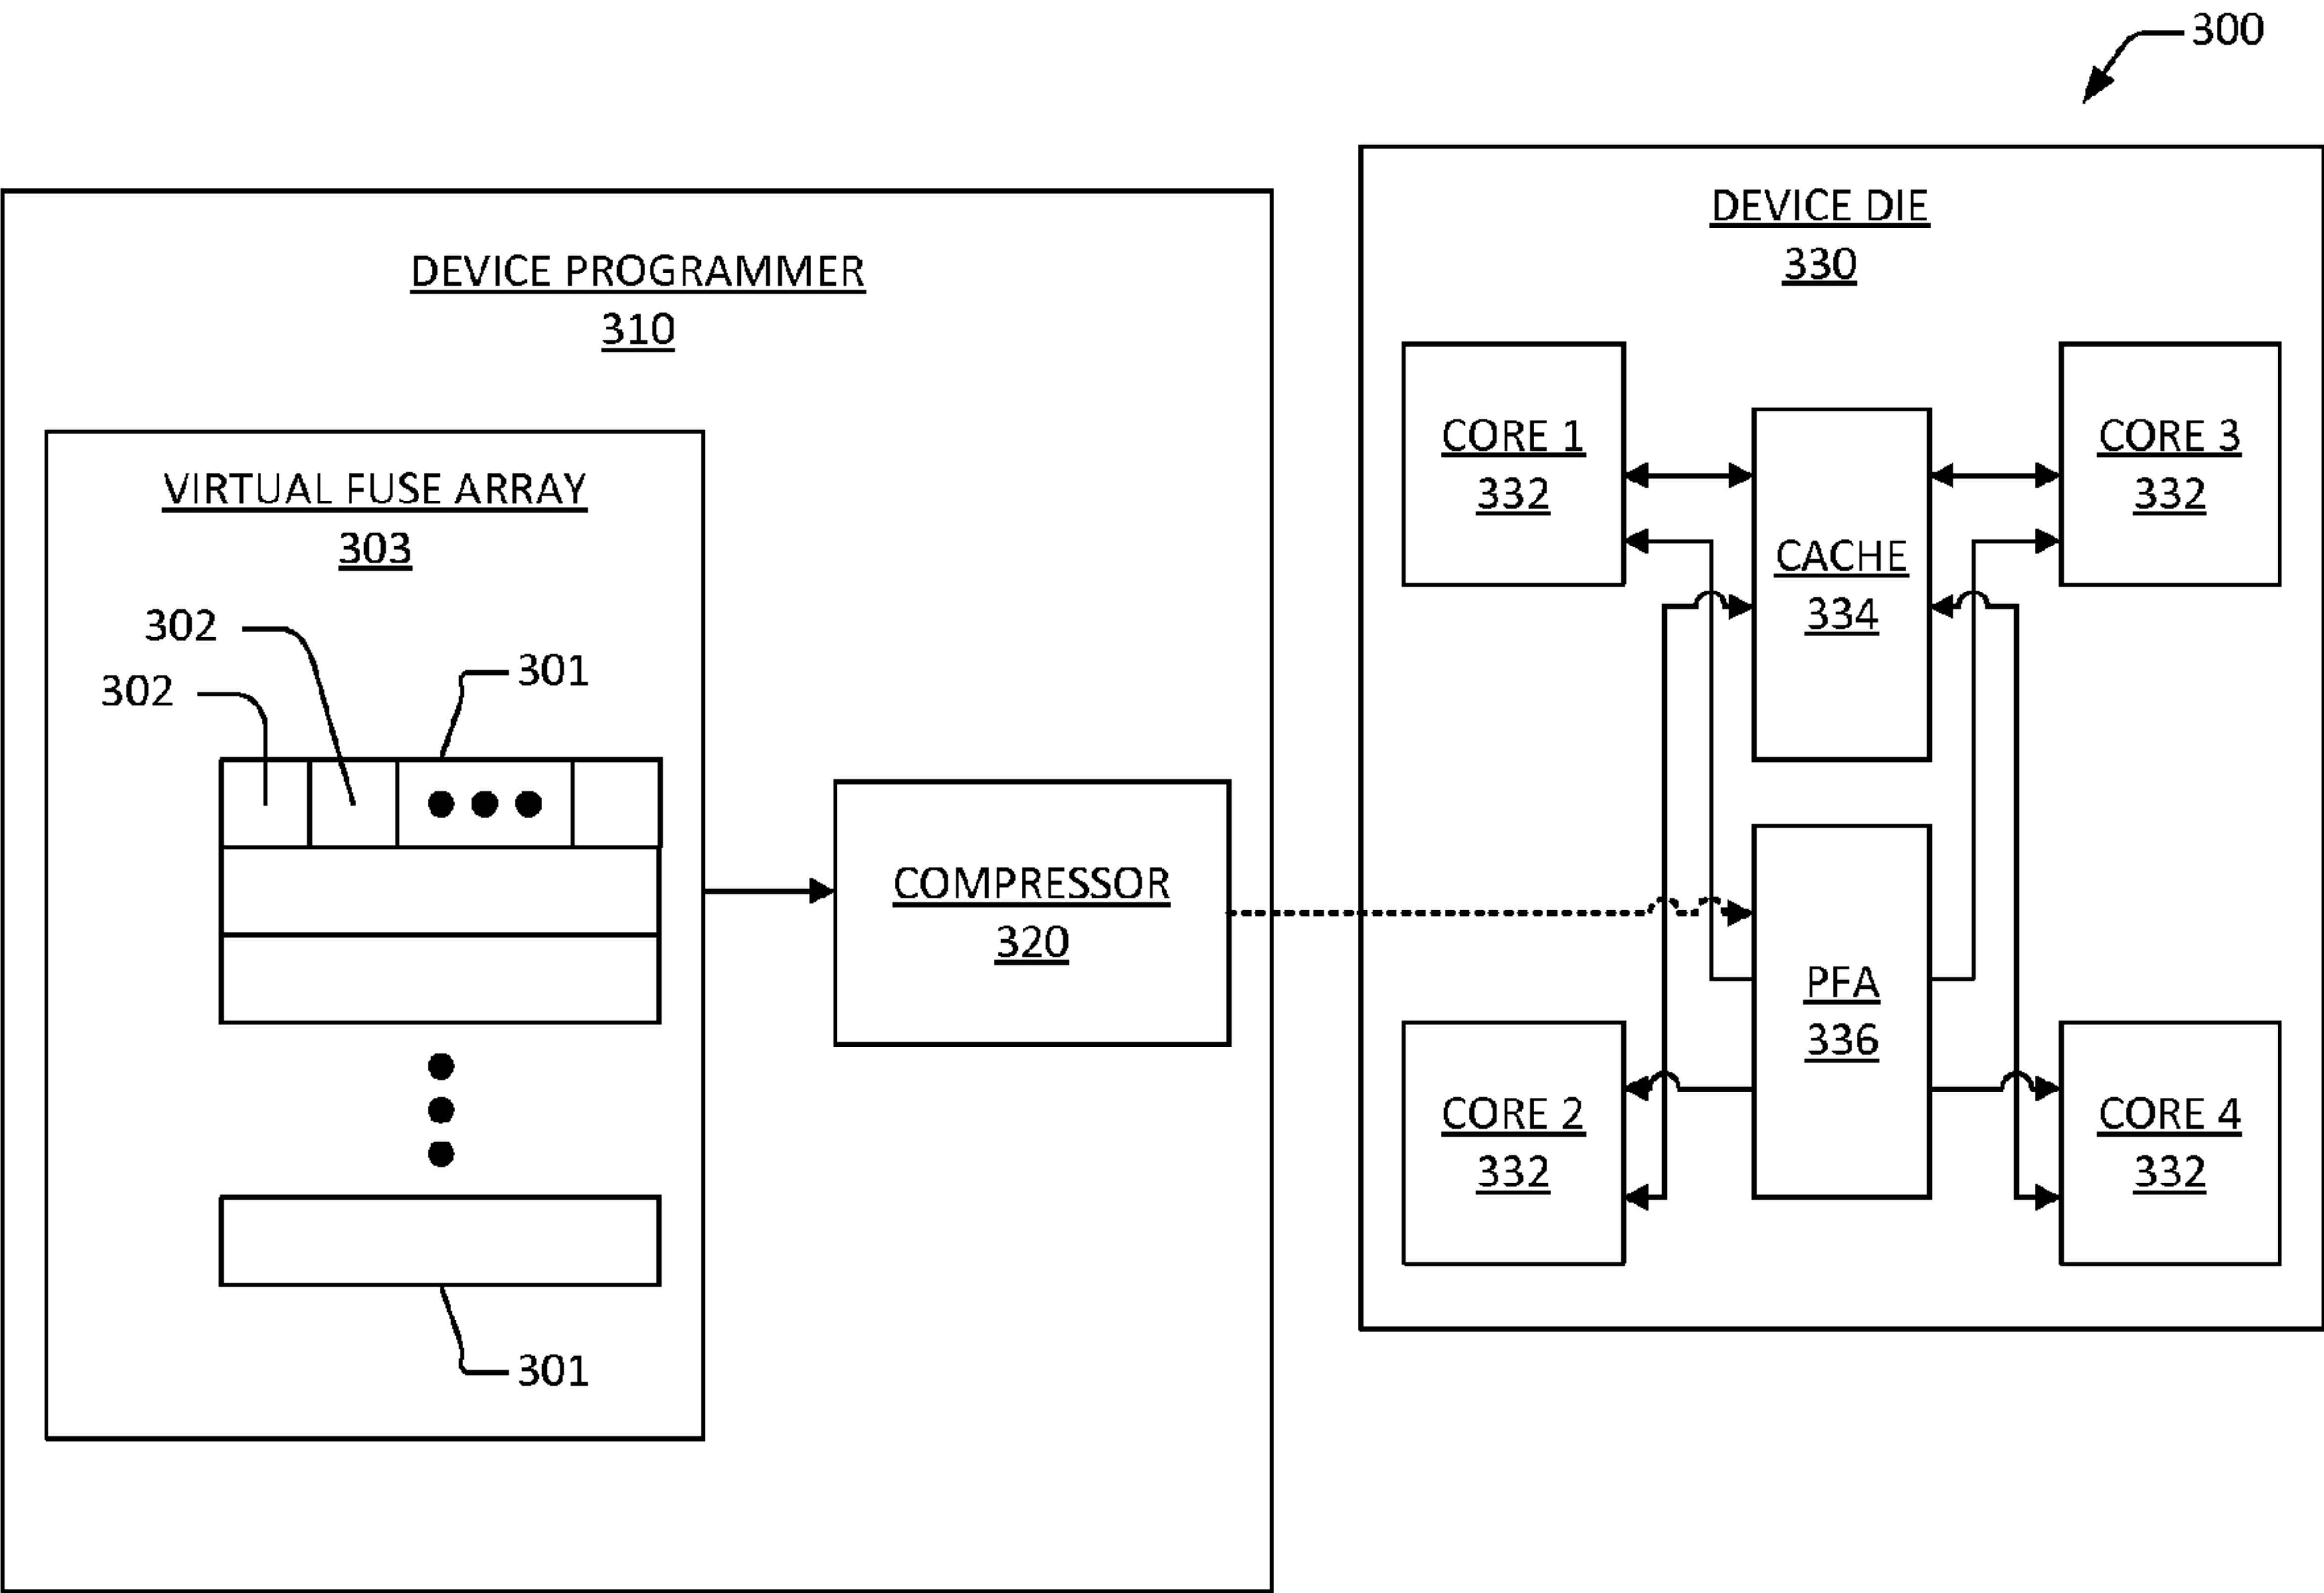 300
DEVICE PROGRAMMER
310
VIRTUAL FUSE ARRAY
303
302
302
301
301
COMPRESSOR
320
DEVICE DIE
330
CORE 1
332
CACHE
334
CORE 3
332
PFA
336
CORE 2
332
CORE 4
332